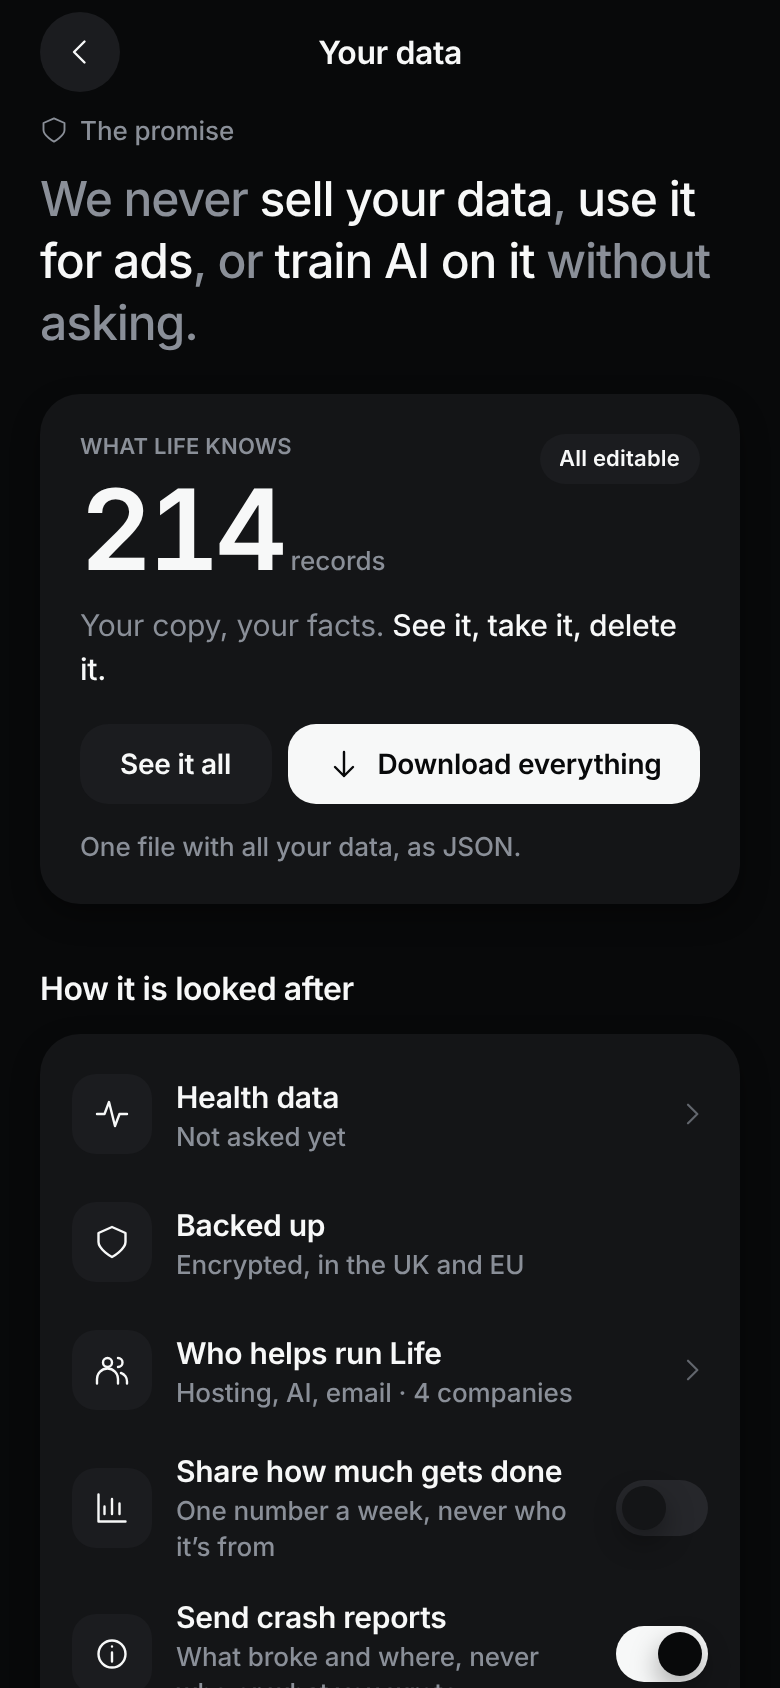 Your data
The promise
We never sell your data, use it
for ads, or train AI on it without
asking.
WHAT LIFE KNOWS
All editable
214 records
Your copy, your facts. See it, take it, delete
it.
See it all
Download everything
One file with all your data, as JSON.
How it is looked after
Health data
Not asked yet
Backed up
Encrypted, in the UK and EU
Who helps run Life
Hosting, AI, email · 4 companies
Share how much gets done
One number a week, never who
it’s from
Send crash reports
What broke and where, never